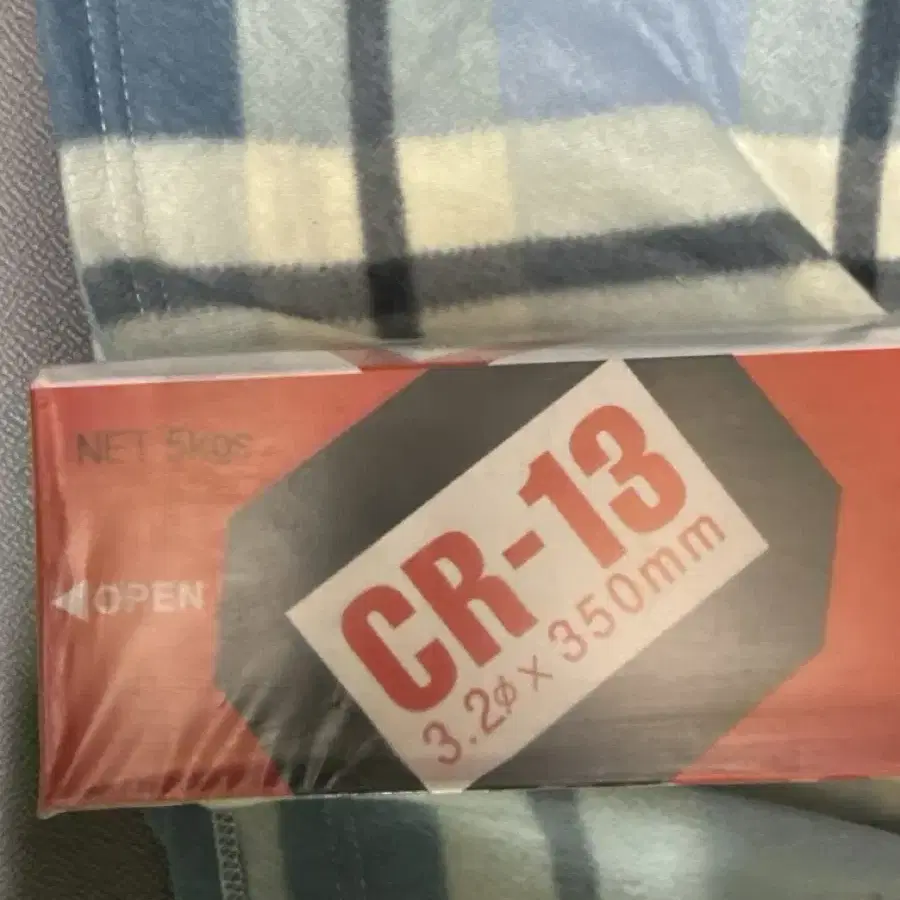 NET 5KGS
OPEN
CR-13
3.2φ × 350mm